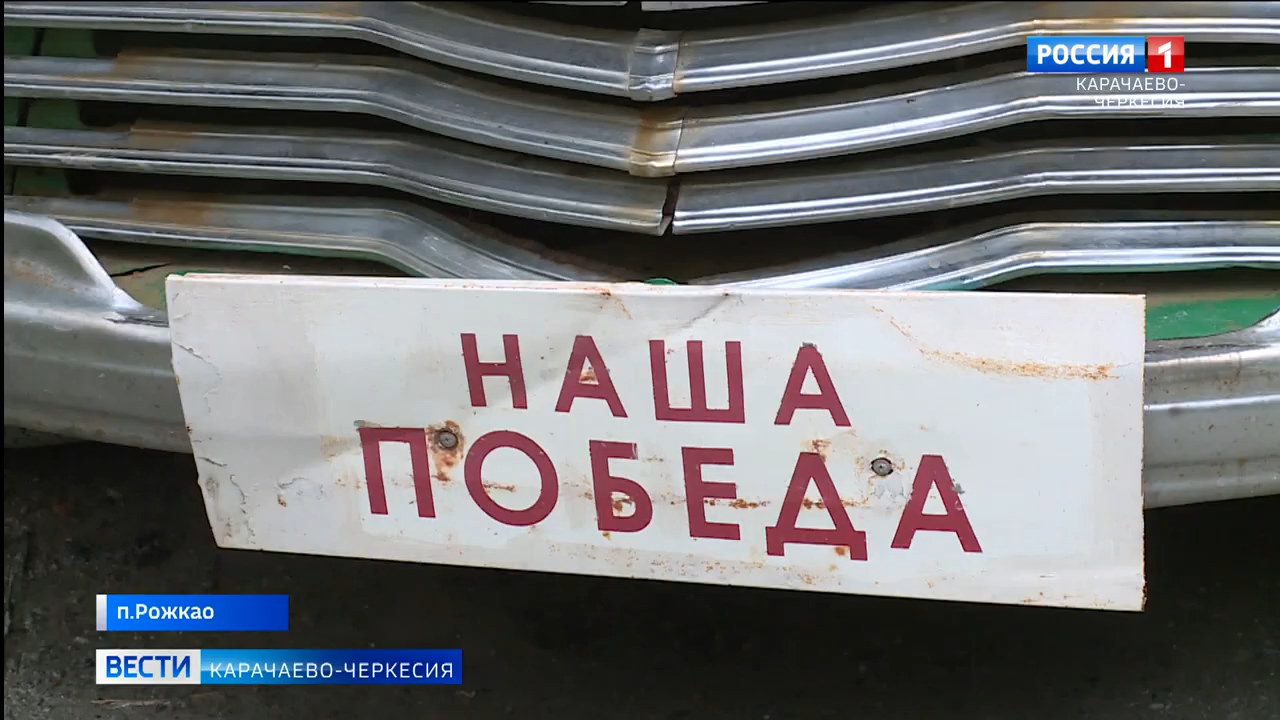 РОССИЯ 1
КАРАЧАЕВО-
ЧЕРКЕСИЯ
НАША
ПОБЕДА
п.Рожкао
ВЕСТИ КАРАЧАЕВО-ЧЕРКЕСИЯ